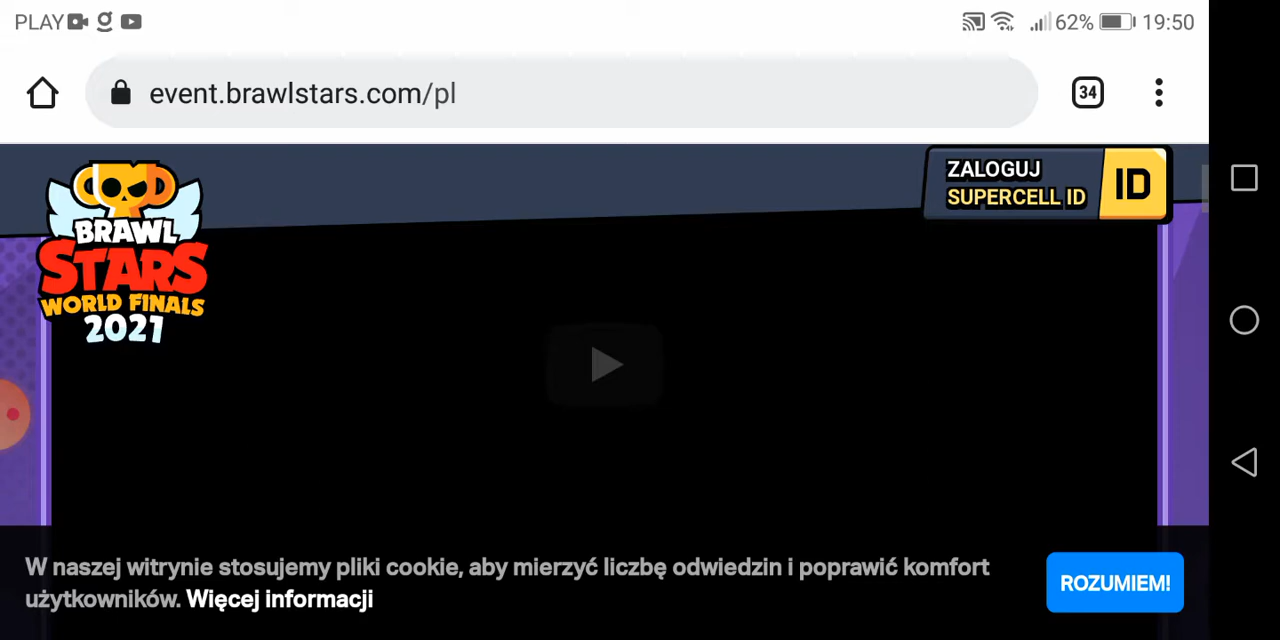 PLAY
62% 19:50
event.brawlstars.com/pl
34
ZALOGUJ
SUPERCELL ID
ID
BRAWL
STARS
WORLD FINALS
2021
W naszej witrynie stosujemy pliki cookie, aby mierzyć liczbę odwiedzin i poprawić komfort
użytkowników. Więcej informacji
ROZUMIEM!